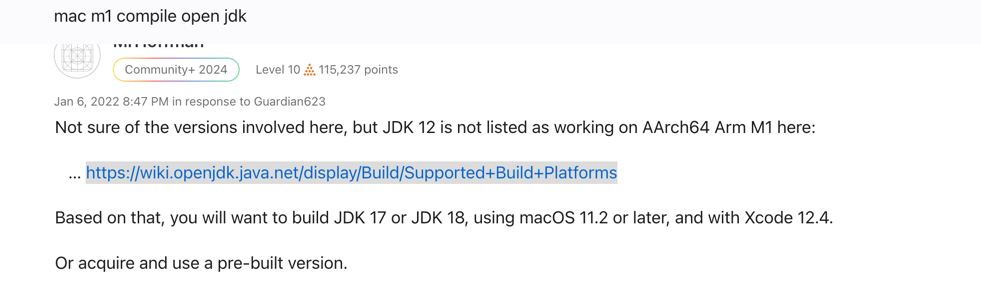 mac m1 compile open jdk
MrHoffman
Community+ 2024 Level 10 115,237 points
Jan 6, 2022 8:47 PM in response to Guardian623
Not sure of the versions involved here, but JDK 12 is not listed as working on AArch64 Arm M1 here:
... https://wiki.openjdk.java.net/display/Build/Supported+Build+Platforms
Based on that, you will want to build JDK 17 or JDK 18, using macOS 11.2 or later, and with Xcode 12.4.
Or acquire and use a pre-built version.